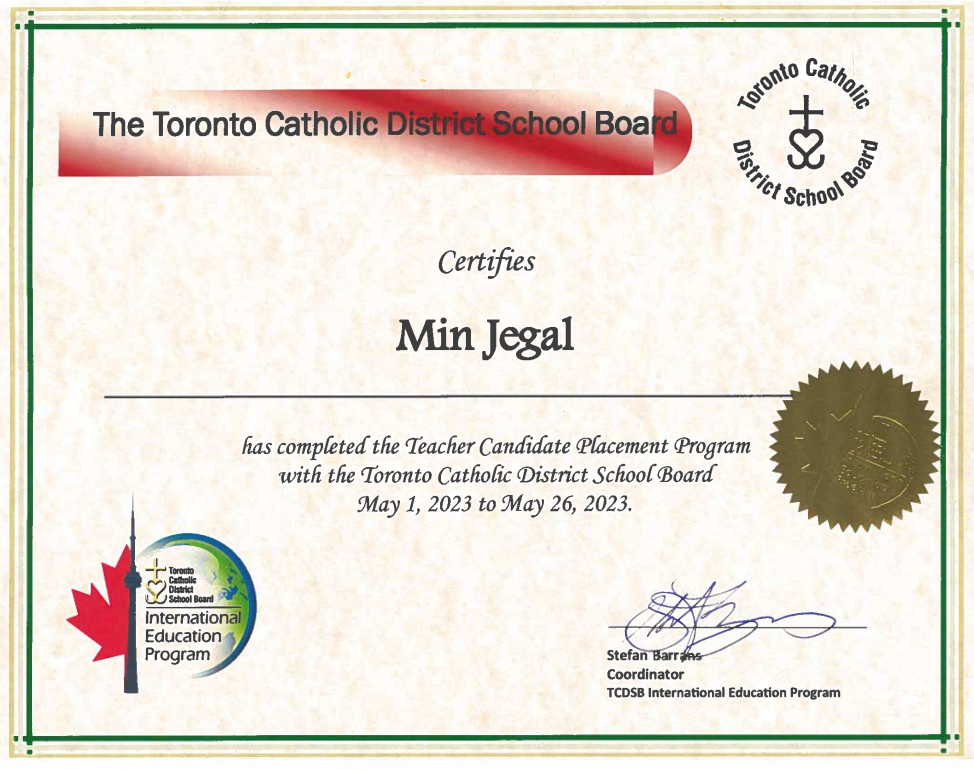 The Toronto Catholic District School Board
Toronto Catholic
District School Board
Certifies
Min Jegal
has completed the Teacher Candidate Placement Program
with the Toronto Catholic District School Board
May 1, 2023 to May 26, 2023.
Toronto
Catholic
District
School Board
International
Education
Program
Stefan Barrans
Coordinator
TCDSB International Education Program